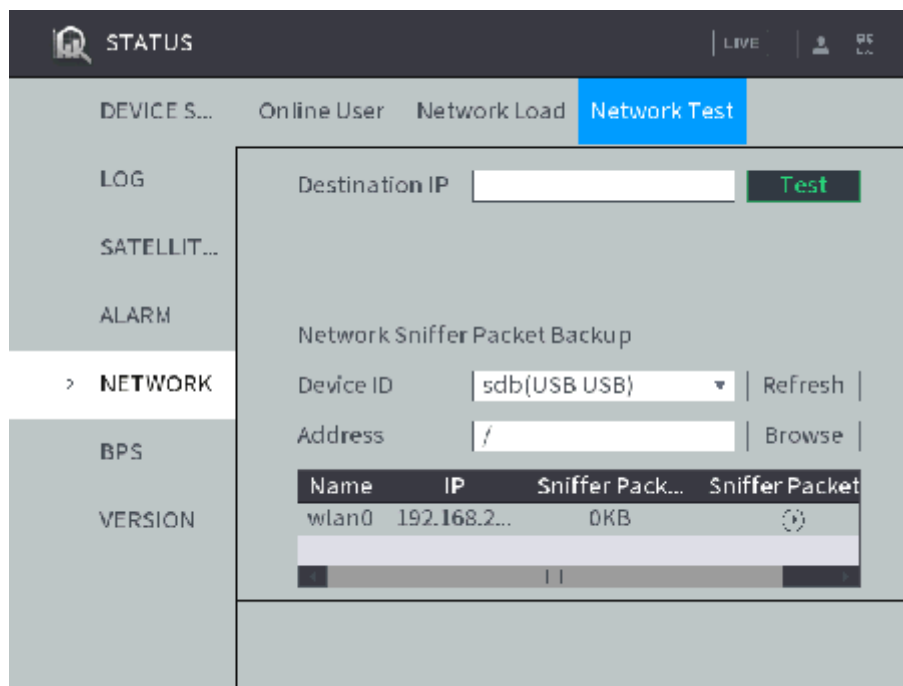 STATUS LIVE
DEVICE S... Online User Network Load Network Test
LOG Destination IP Test
SATELLIT...
ALARM
Network Sniffer Packet Backup
NETWORK Device ID sdb(USB USB) Refresh
Address / Browse
BPS
Name IP Sniffer Pack... Sniffer Packet
VERSION wlan0 192.168.2... 0KB